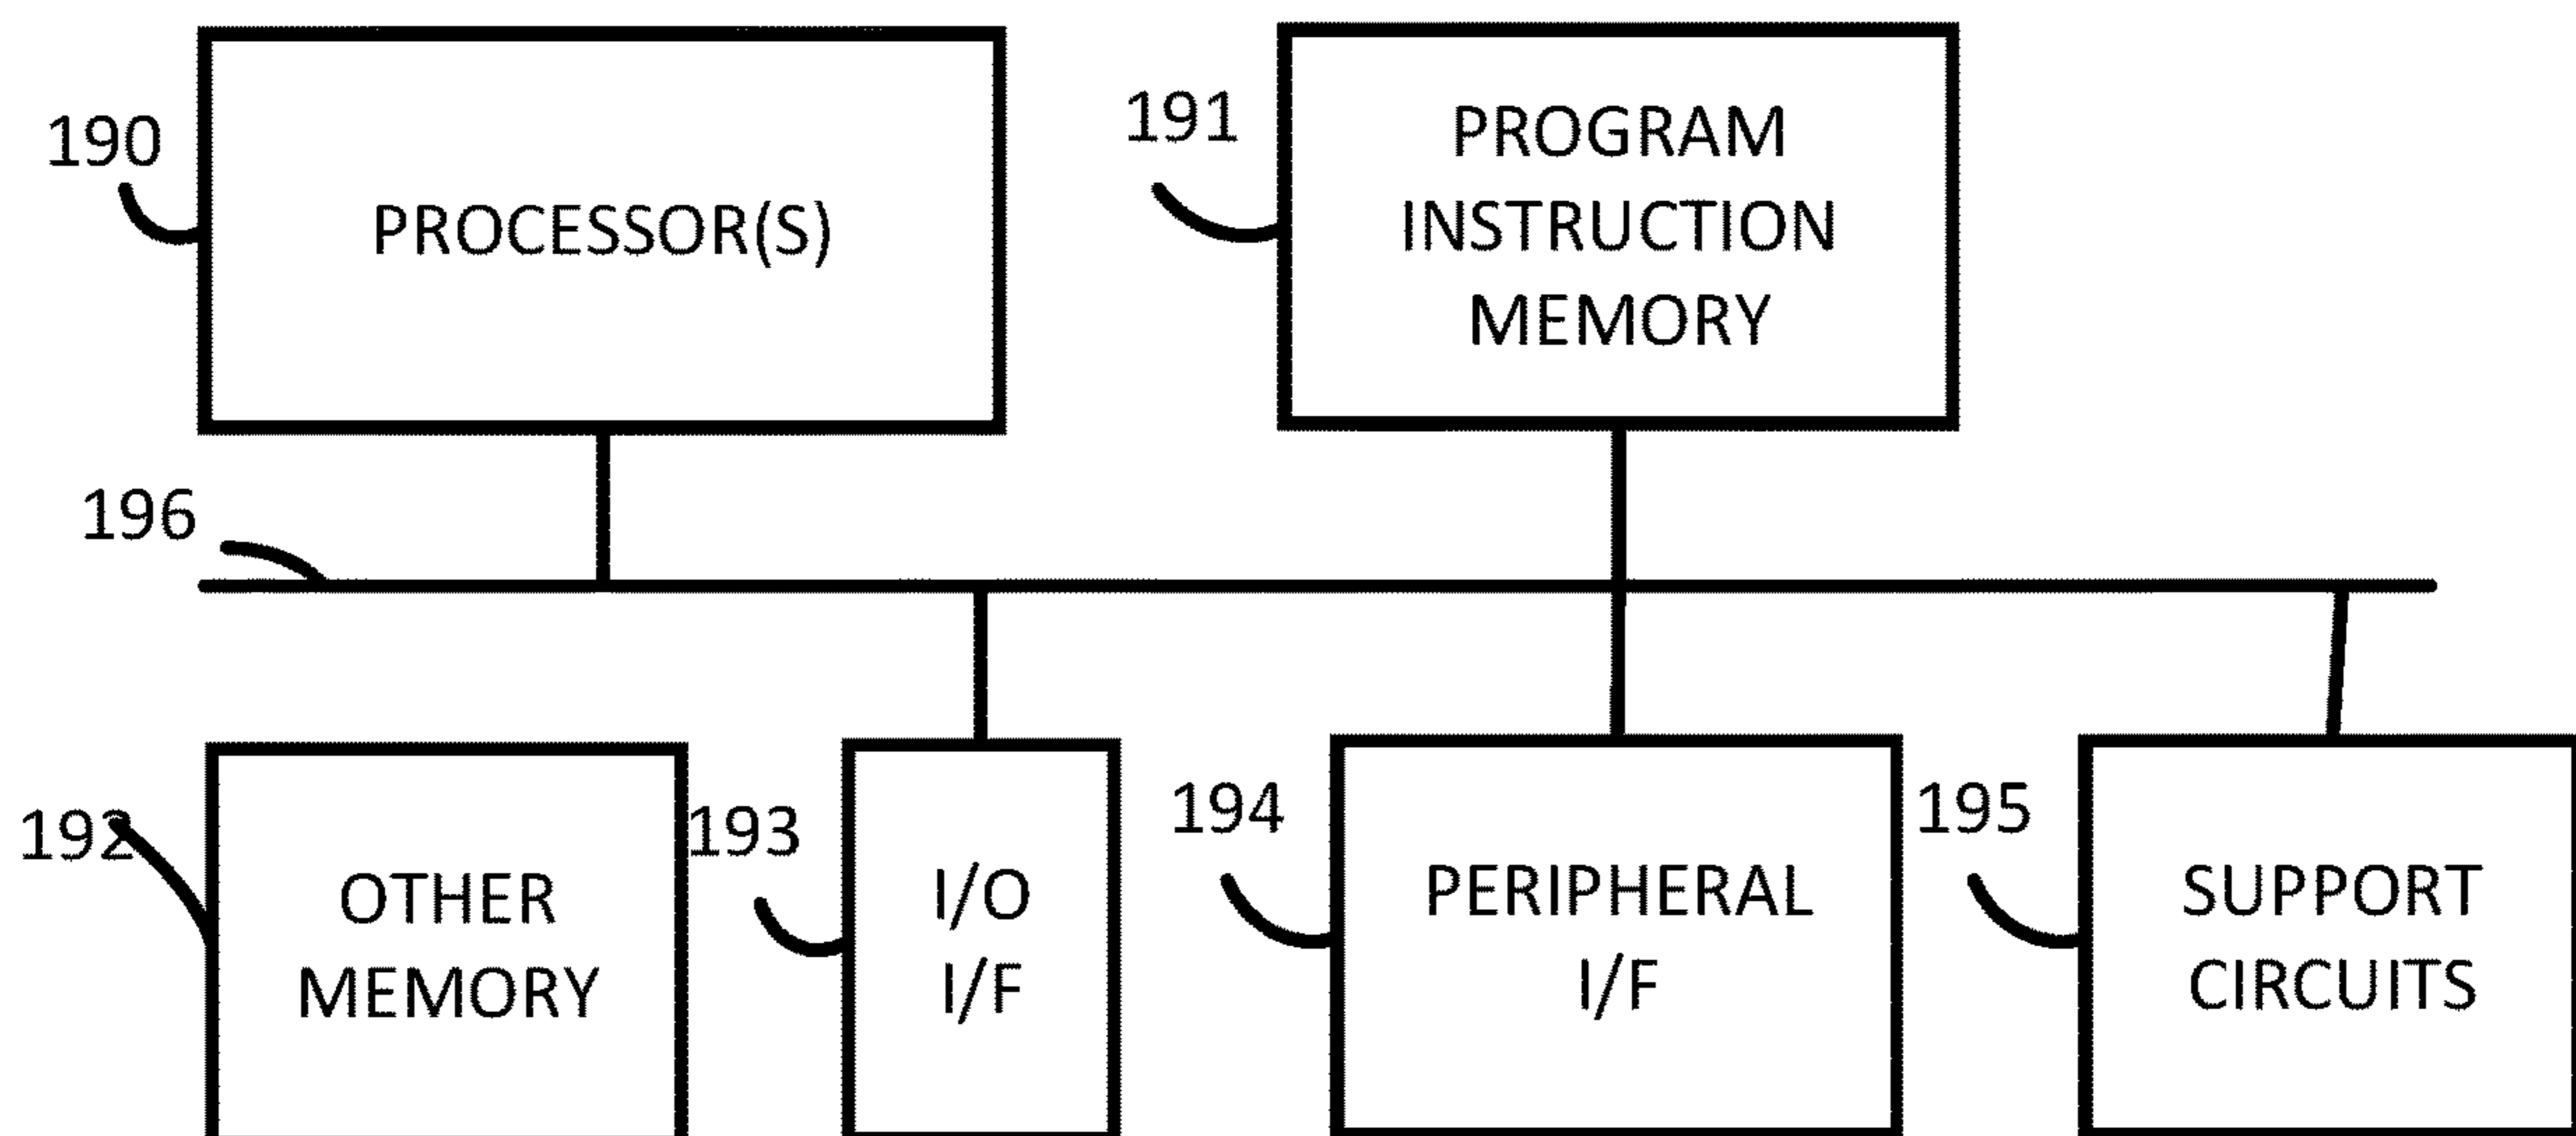 190
PROCESSOR(S)
191
PROGRAM
INSTRUCTION
MEMORY
196
192
OTHER
MEMORY
193
I/O
I/F
194
PERIPHERAL
I/F
195
SUPPORT
CIRCUITS